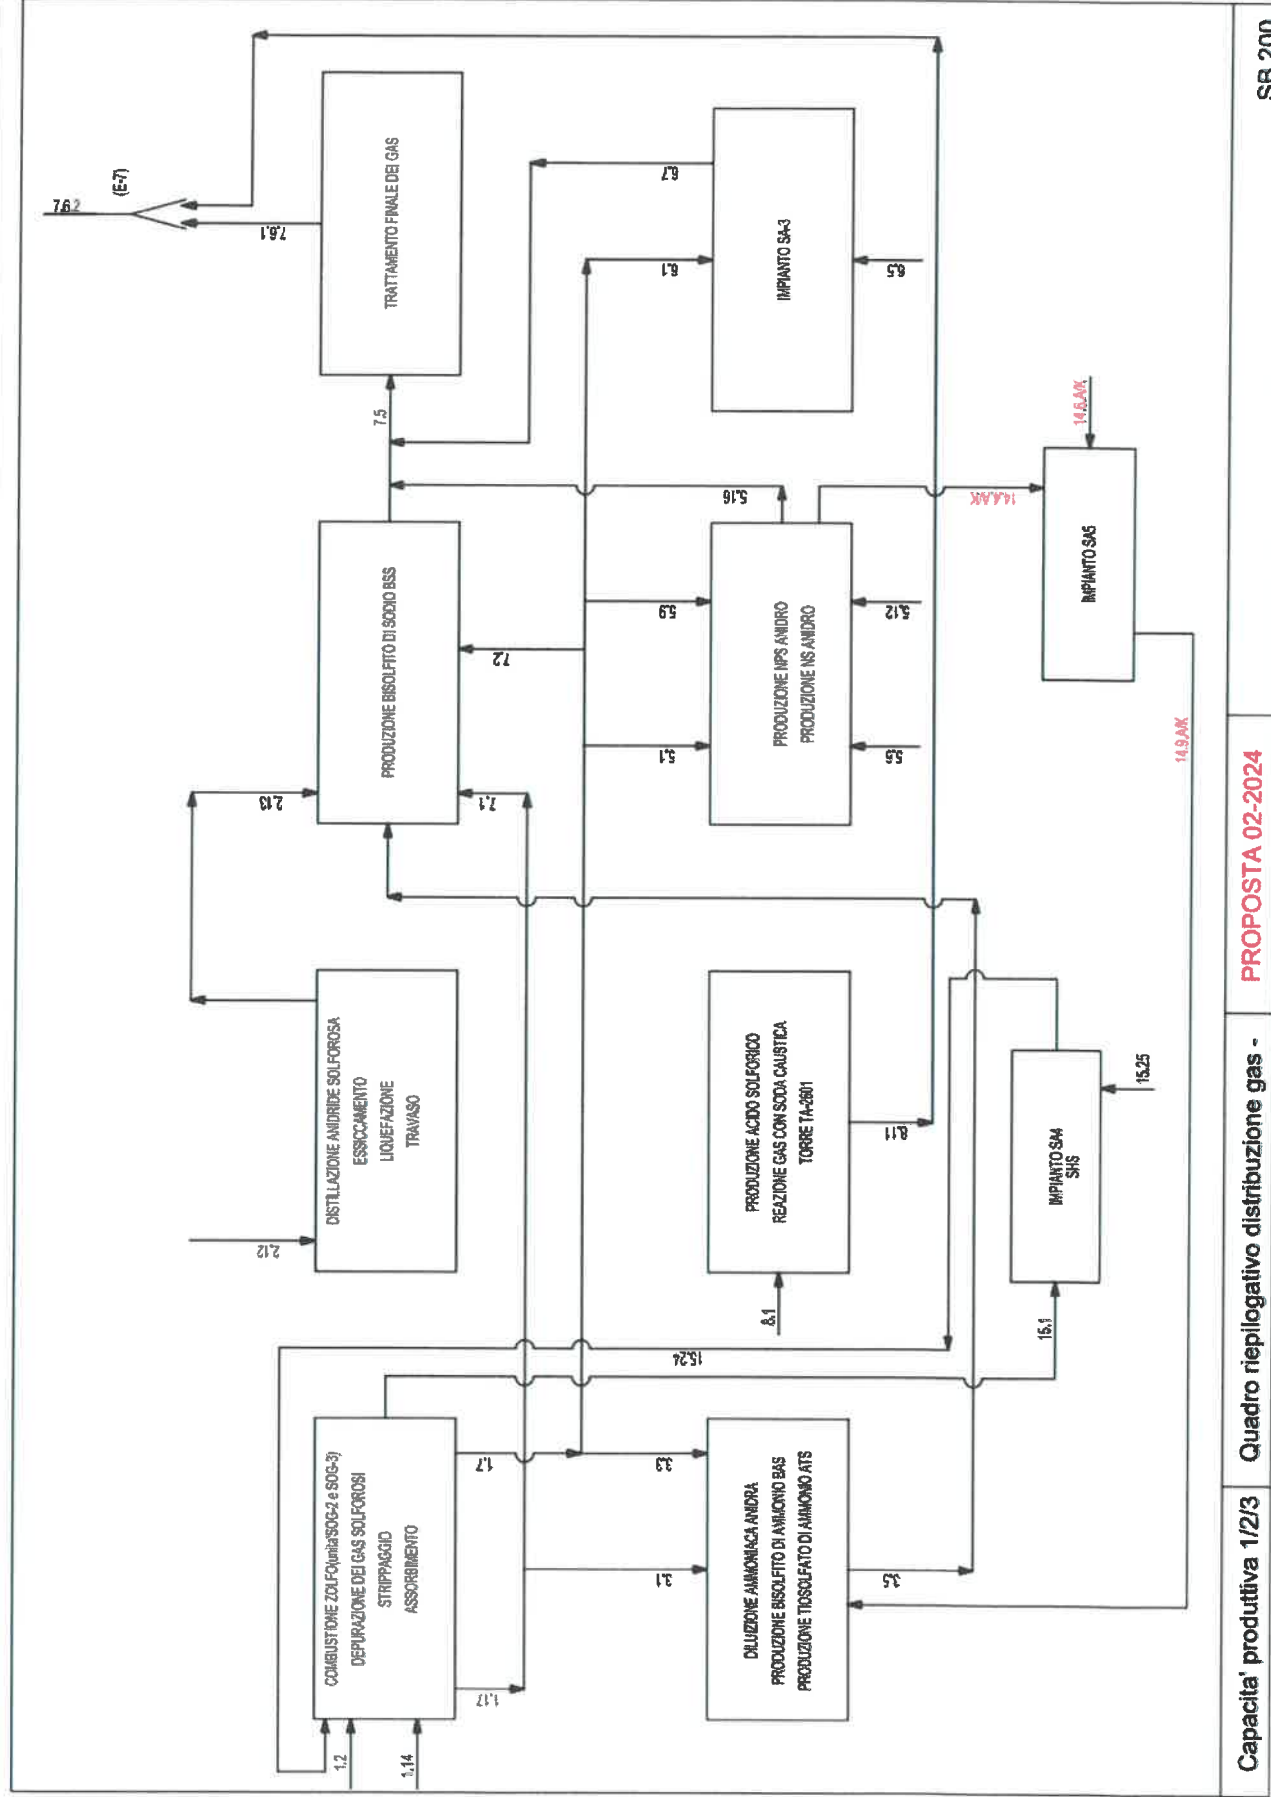 7.6.2
(E-7)
7.6.1
TRATTAMENTO FINALE DEI GAS
7.5
6.7
6.1
IMPIANTO SA-3
6.5
2.13
PRODUZIONE BISOLFITO DI SODIO BSS
7.1
7.2
5.16
5.9
5.1
PRODUZIONE NPS ANIDRO
PRODUZIONE NS ANIDRO
5.12
5.6
14.4.A/K
14.6.A/K
IMPIANTO SA5
14.9.A/K
2.12
DISTILLAZIONE ANIDRIDE SOLFOROSA
ESSICCAMENTO
LIQUEFAZIONE
TRAVASO
8.1
PRODUZIONE ACIDO SOLFORICO
REAZIONE GAS CON SODA CAUSTICA
TORRE TA-2601
8.11
15.24
15.1
IMPIANTO SA4
SHS
15.25
1.2
1.14
COMBUSTIONE ZOLFO(unita'SOG-2 e SOG-3)
DEPURAZIONE DEI GAS SOLFOROSI
STRIPPAGGIO
ASSORBIMENTO
1.17
1.7
3.1
3.3
DILUIZIONE AMMONIACA ANIDRA
PRODUZIONE BISOLFITO DI AMMONIO BAS
PRODUZIONE TIOSOLFATO DI AMMONIO ATS
3.5
Capacita' produttiva 1/2/3
Quadro riepilogativo distribuzione gas -
PROPOSTA 02-2024
SB 200